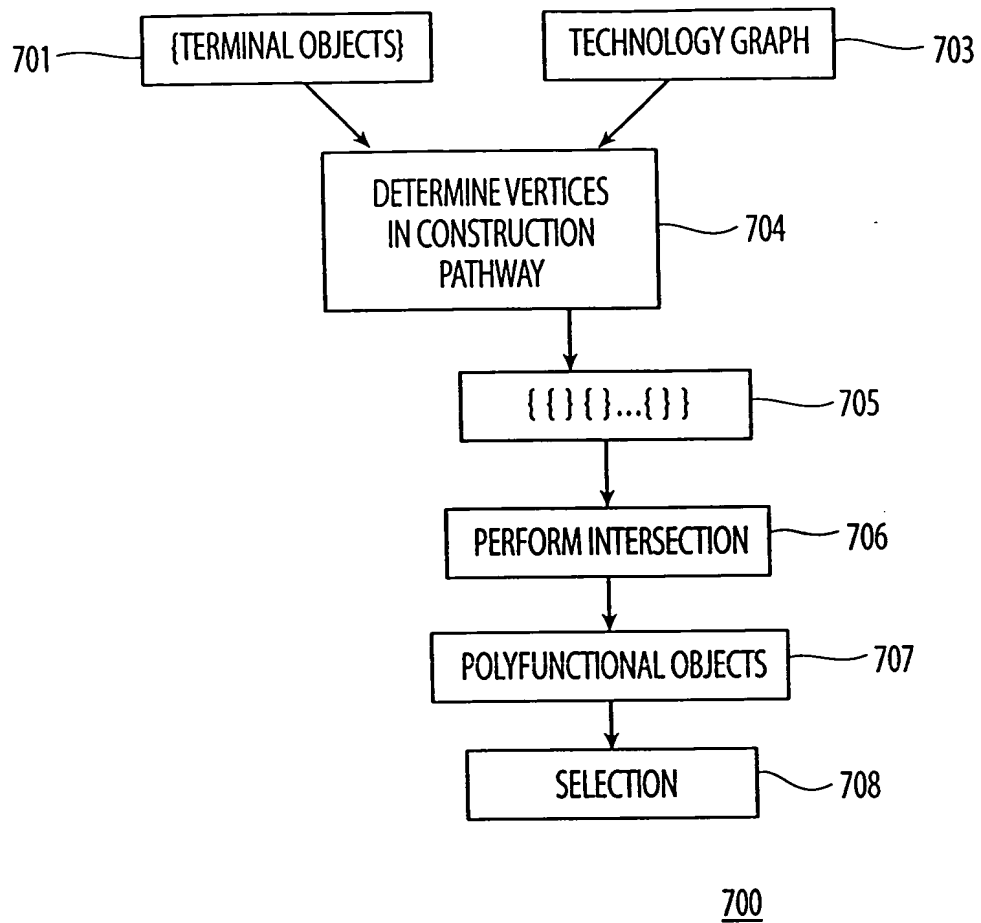 701
{TERMINAL OBJECTS}
TECHNOLOGY GRAPH
703
DETERMINE VERTICES
IN CONSTRUCTION
PATHWAY
704
{ { } { }...{ } }
705
PERFORM INTERSECTION
706
POLYFUNCTIONAL OBJECTS
707
SELECTION
708
700